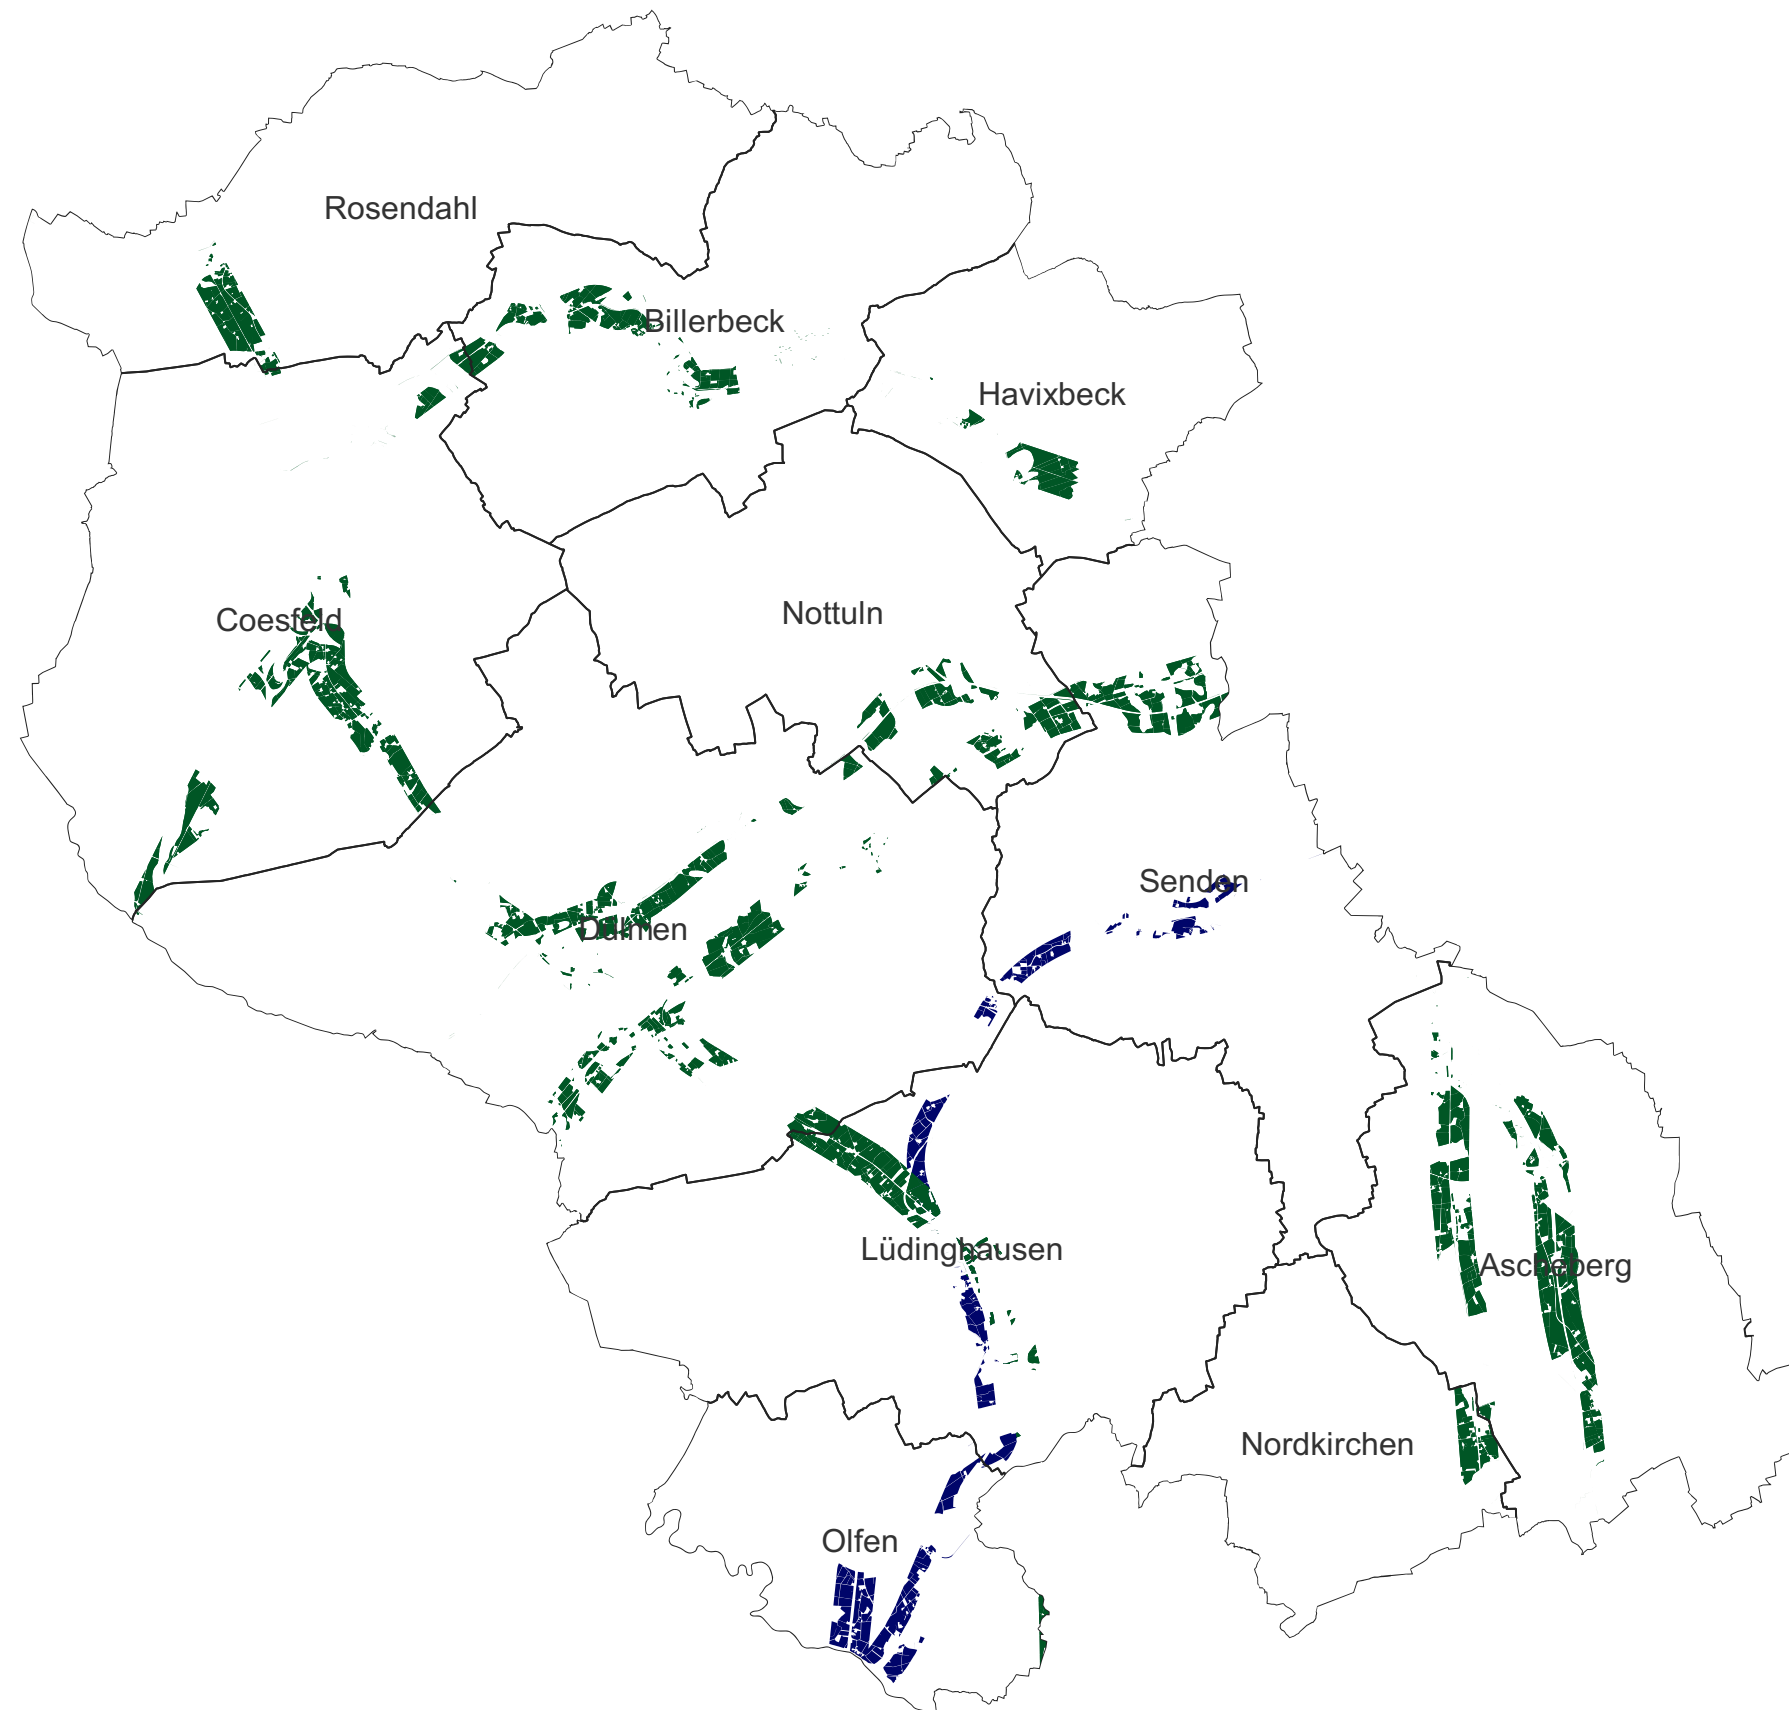 Rosendahl
Billerbeck
Havixbeck
Coesfeld
Nottuln
Senden
Dülmen
Lüdinghausen
Ascheberg
Nordkirchen
Olfen